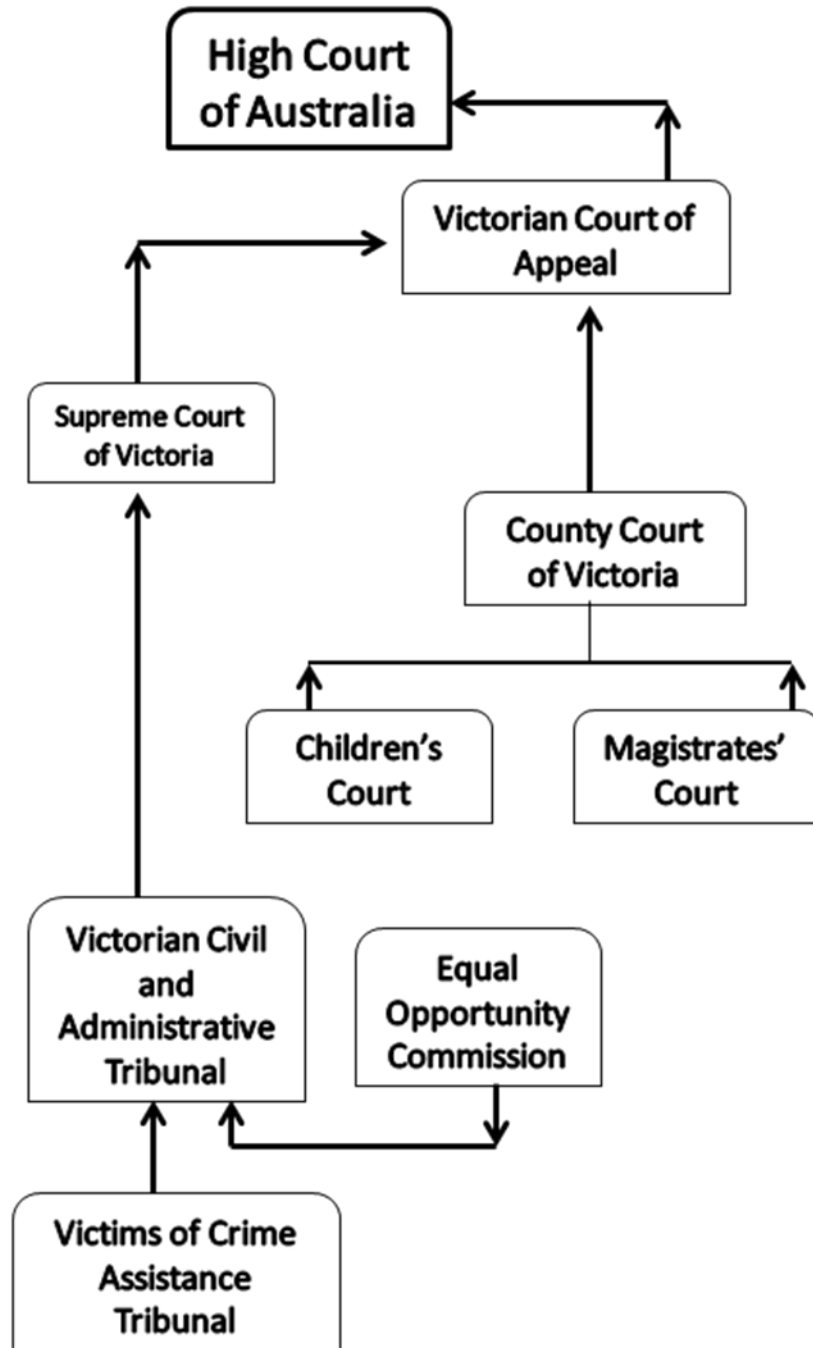 High Court
of Australia
Victorian Court of
Appeal
Supreme Court
of Victoria
County Court
of Victoria
Children's
Court
Magistrates'
Court
Victorian Civil
and
Administrative
Tribunal
Equal
Opportunity
Commission
Victims of Crime
Assistance
Tribunal